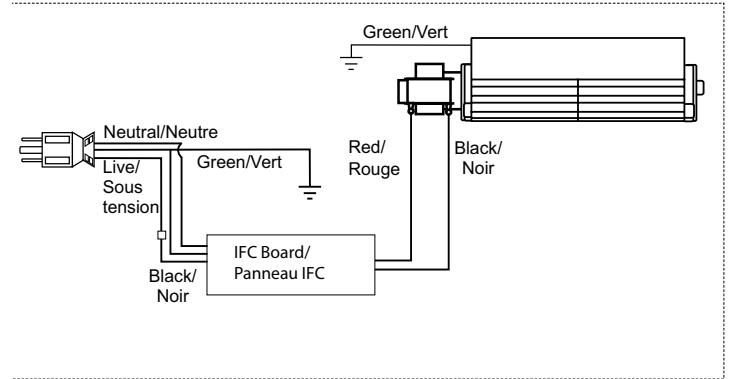 Green/Vert
Neutral/Neutre
Green/Vert
Live/
Sous
tension
Red/
Rouge
Black/
Noir
IFC Board/
Panneau IFC
Black/
Noir